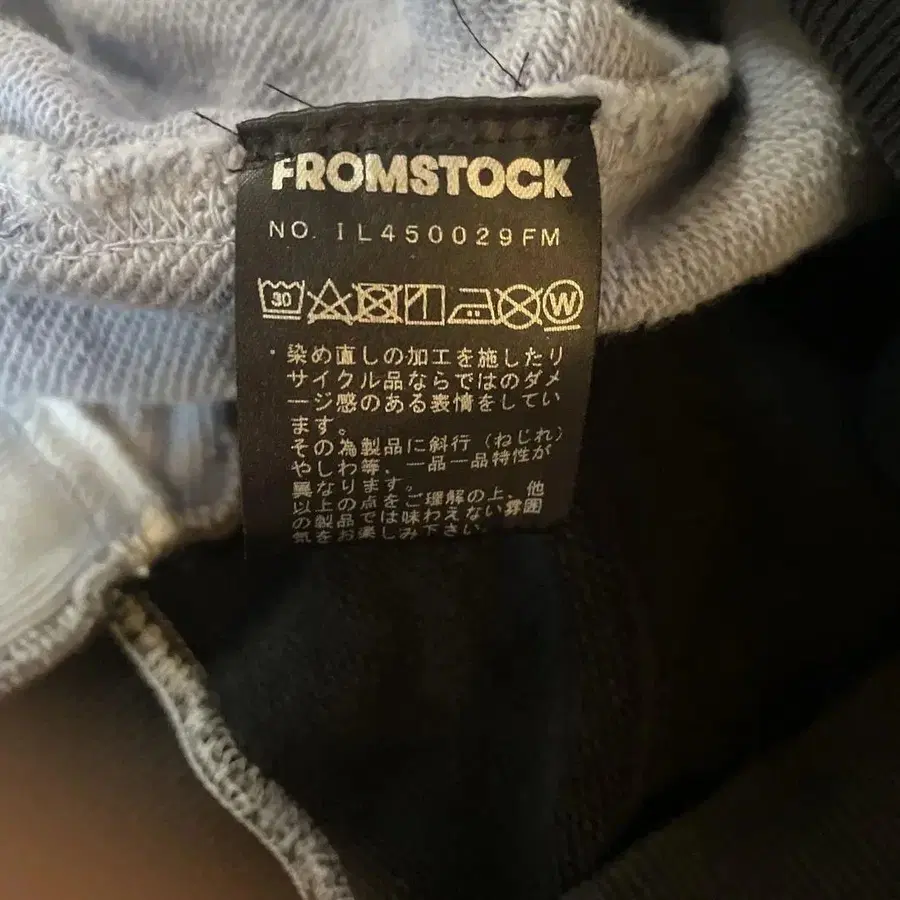 FROMSTOCK
NO. IL450029FM
30 W
・染め直しの加工を施したり
サイクル品ならではのダメ
ージ感のある表情をしてい
ます。
その為製品に斜行（ねじれ）
やしわ等、一品一品特性が
異なります。
以上の点をご理解の上、他
の製品では味わえない雰囲
気をお楽しみ下さい。